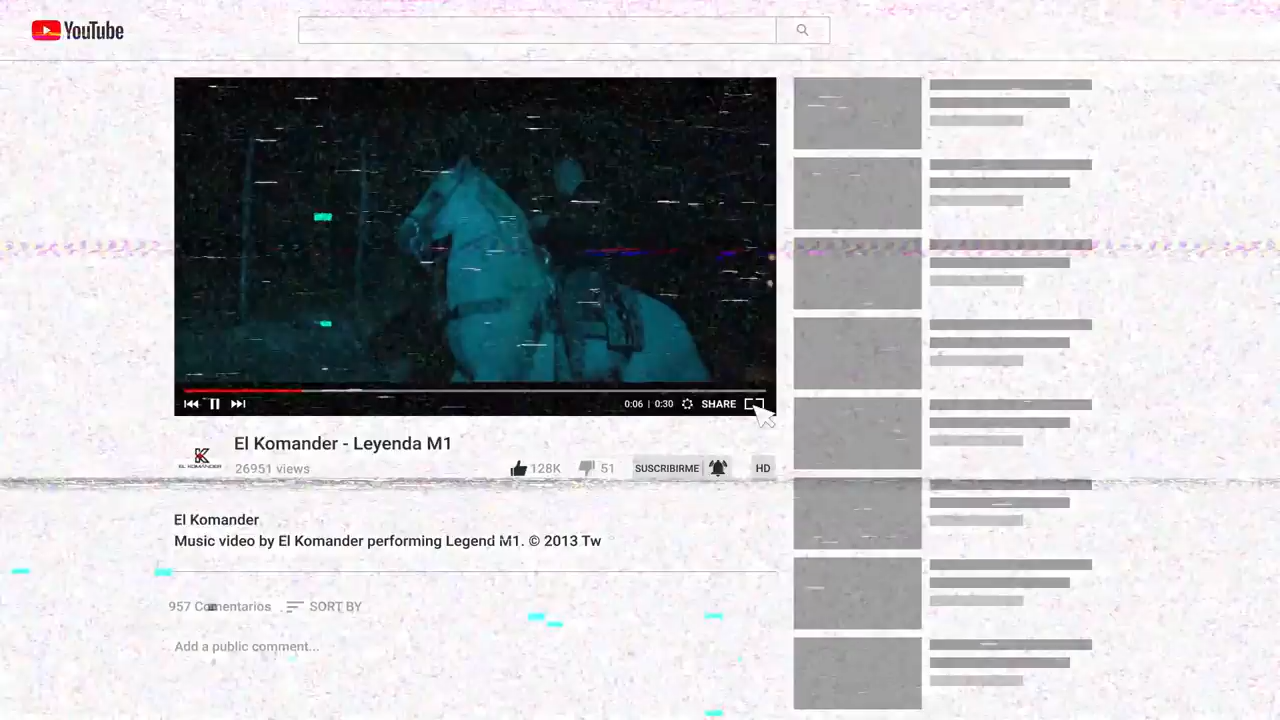 YouTube
0:06 | 0:30 SHARE
El Komander - Leyenda M1
K
EL KOMANDER
26951 views
128K 51 SUSCRIBIRME HD
El Komander
Music video by El Komander performing Legend M1. © 2013 Tw
957 Comentarios SORT BY
Add a public comment...